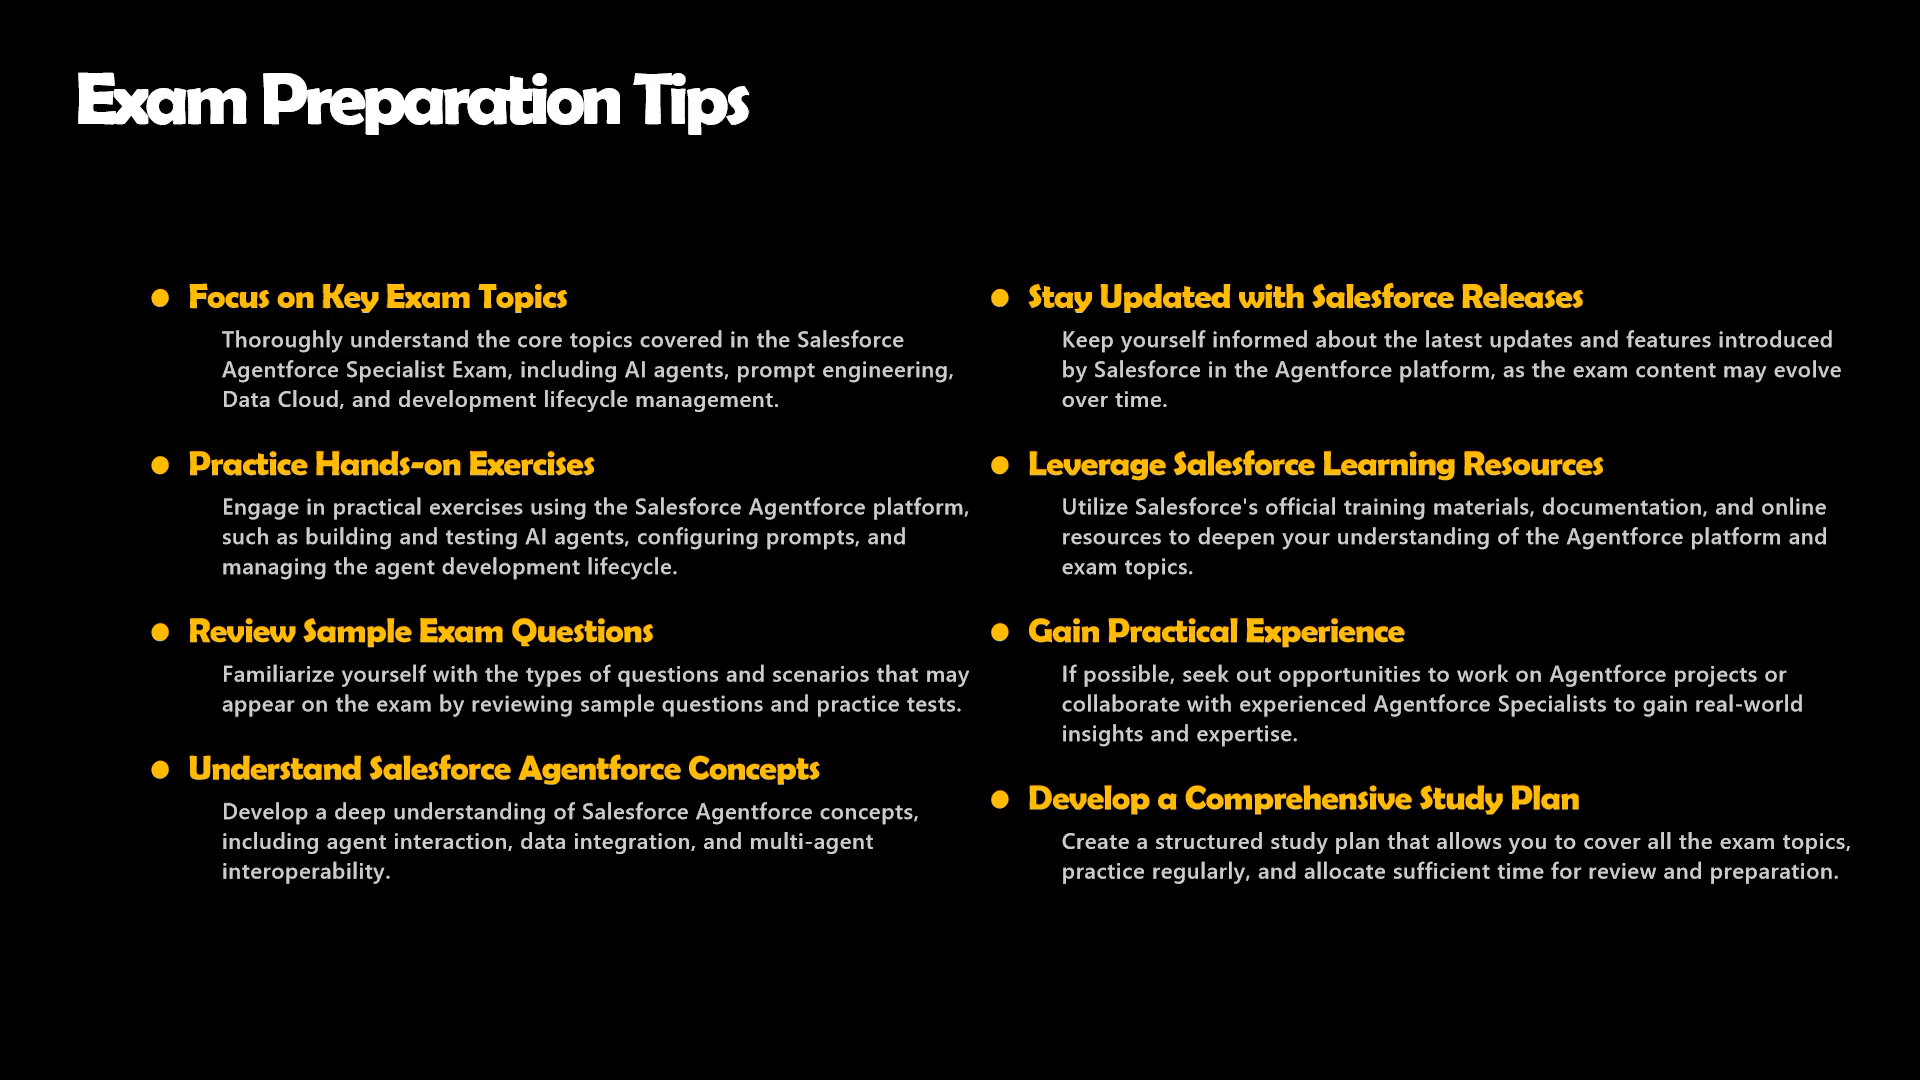 Exam Preparation Tips
Focus on Key Exam Topics
Thoroughly understand the core topics covered in the Salesforce
Agentforce Specialist Exam, including AI agents, prompt engineering,
Data Cloud, and development lifecycle management.
Practice Hands-on Exercises
Engage in practical exercises using the Salesforce Agentforce platform,
such as building and testing AI agents, configuring prompts, and
managing the agent development lifecycle.
Review Sample Exam Questions
Familiarize yourself with the types of questions and scenarios that may
appear on the exam by reviewing sample questions and practice tests.
Understand Salesforce Agentforce Concepts
Develop a deep understanding of Salesforce Agentforce concepts,
including agent interaction, data integration, and multi-agent
interoperability.
Stay Updated with Salesforce Releases
Keep yourself informed about the latest updates and features introduced
by Salesforce in the Agentforce platform, as the exam content may evolve
over time.
Leverage Salesforce Learning Resources
Utilize Salesforce's official training materials, documentation, and online
resources to deepen your understanding of the Agentforce platform and
exam topics.
Gain Practical Experience
If possible, seek out opportunities to work on Agentforce projects or
collaborate with experienced Agentforce Specialists to gain real-world
insights and expertise.
Develop a Comprehensive Study Plan
Create a structured study plan that allows you to cover all the exam topics,
practice regularly, and allocate sufficient time for review and preparation.